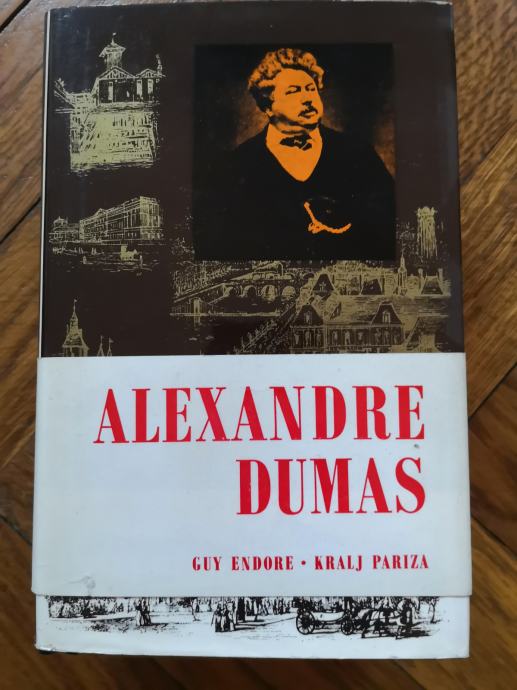 ALEXANDRE
DUMAS
GUY ENDORE • KRALJ PARIZA